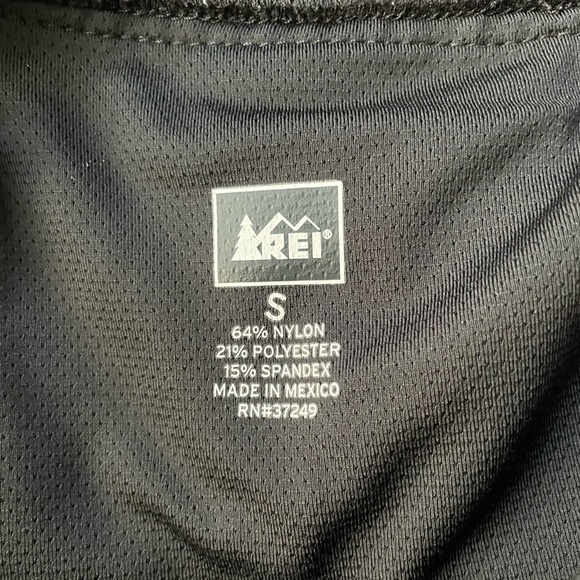 REI®
S
64% NYLON
21% POLYESTER
15% SPANDEX
MADE IN MEXICO
RN#37249